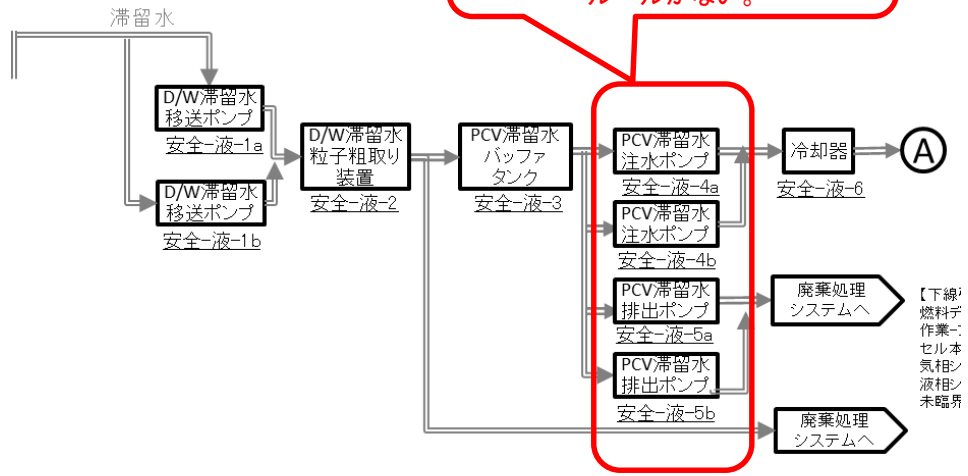 ルールがない。
滞留水
D/W滞留水
移送ポンプ
安全-液-1a
D/W滞留水
移送ポンプ
安全-液-1b
D/W滞留水
粒子粗取り
装置
安全-液-2
PCV滞留水
バッファ
タンク
安全-液-3
PCV滞留水
注水ポンプ
安全-液-4a
PCV滞留水
注水ポンプ
安全-液-4b
PCV滞留水
排出ポンプ
安全-液-5a
PCV滞留水
排出ポンプ
安全-液-5b
冷却器
安全-液-6
A
廃棄処理
システムへ
廃棄処理
システムへ
【下線
燃料デ
作業-
セル本
気相シ
液相シ
未臨界